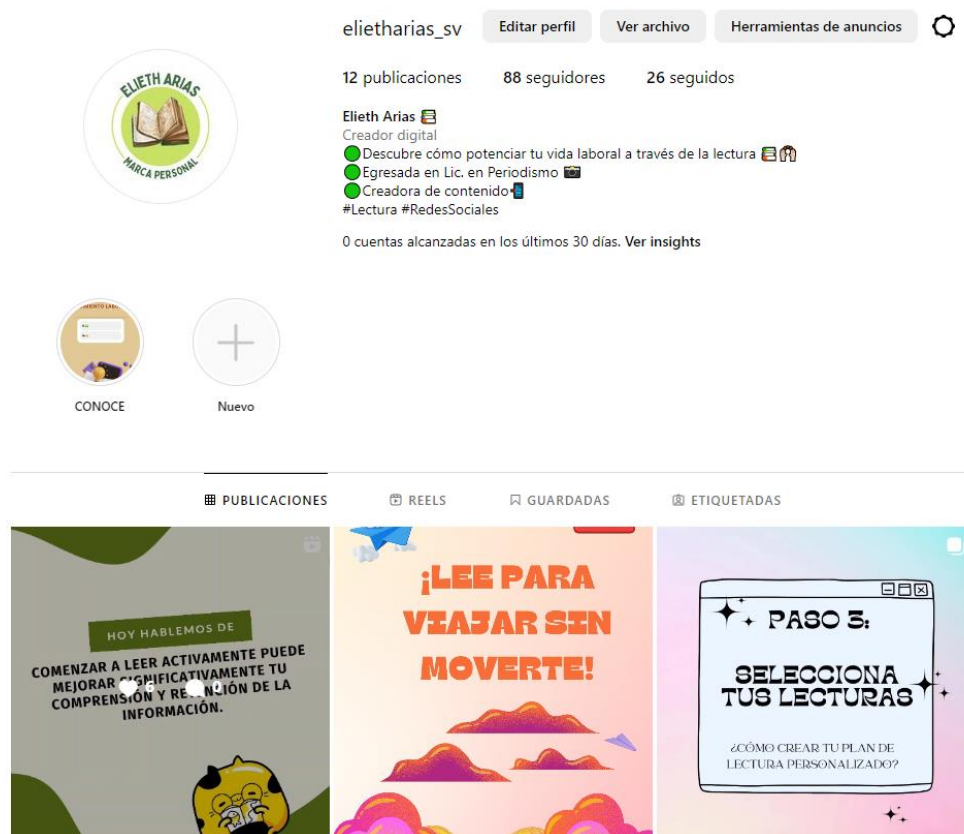 elietharias_sv Editar perfil Ver archivo Herramientas de anuncios
12 publicaciones 88 seguidores 26 seguidos
ELIETH ARIAS
MARCA PERSONAL
Elieth Arias
Creador digital
Descubre cómo potenciar tu vida laboral a través de la lectura
Egresada en Lic. en Periodismo
Creadora de contenido
#Lectura #RedesSociales
0 cuentas alcanzadas en los últimos 30 días. Ver insights
CONOCE Nuevo
PUBLICACIONES REELS GUARDADAS ETIQUETADAS
HOY HABLEMOS DE
COMENZAR A LEER ACTIVAMENTE PUEDE
MEJORAR SIGNIFICATIVAMENTE TU
COMPRENSIÓN Y RETENCIÓN DE LA
INFORMACIÓN.
6 0
¡LEE PARA
VIAJAR SIN
MOVERTE!
PASO 3:
SELECCIONA
TUS LECTURAS
¿CÓMO CREAR TU PLAN DE
LECTURA PERSONALIZADO?